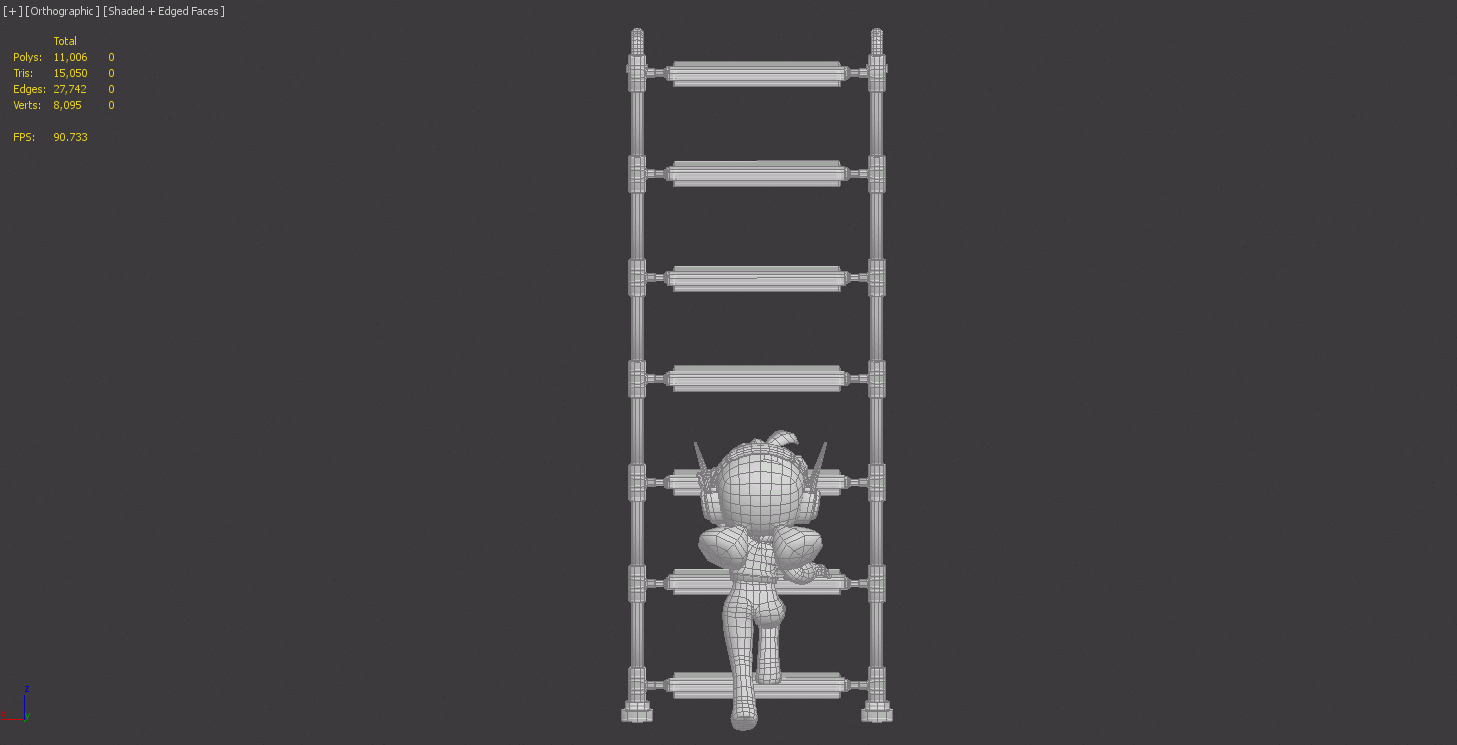 [+] [Orthographic] [Shaded + Edged Faces]
Total
Polys: 11,006 0
Tris: 15,050 0
Edges: 27,742 0
Verts: 8,095 0
FPS: 90.733
z
y